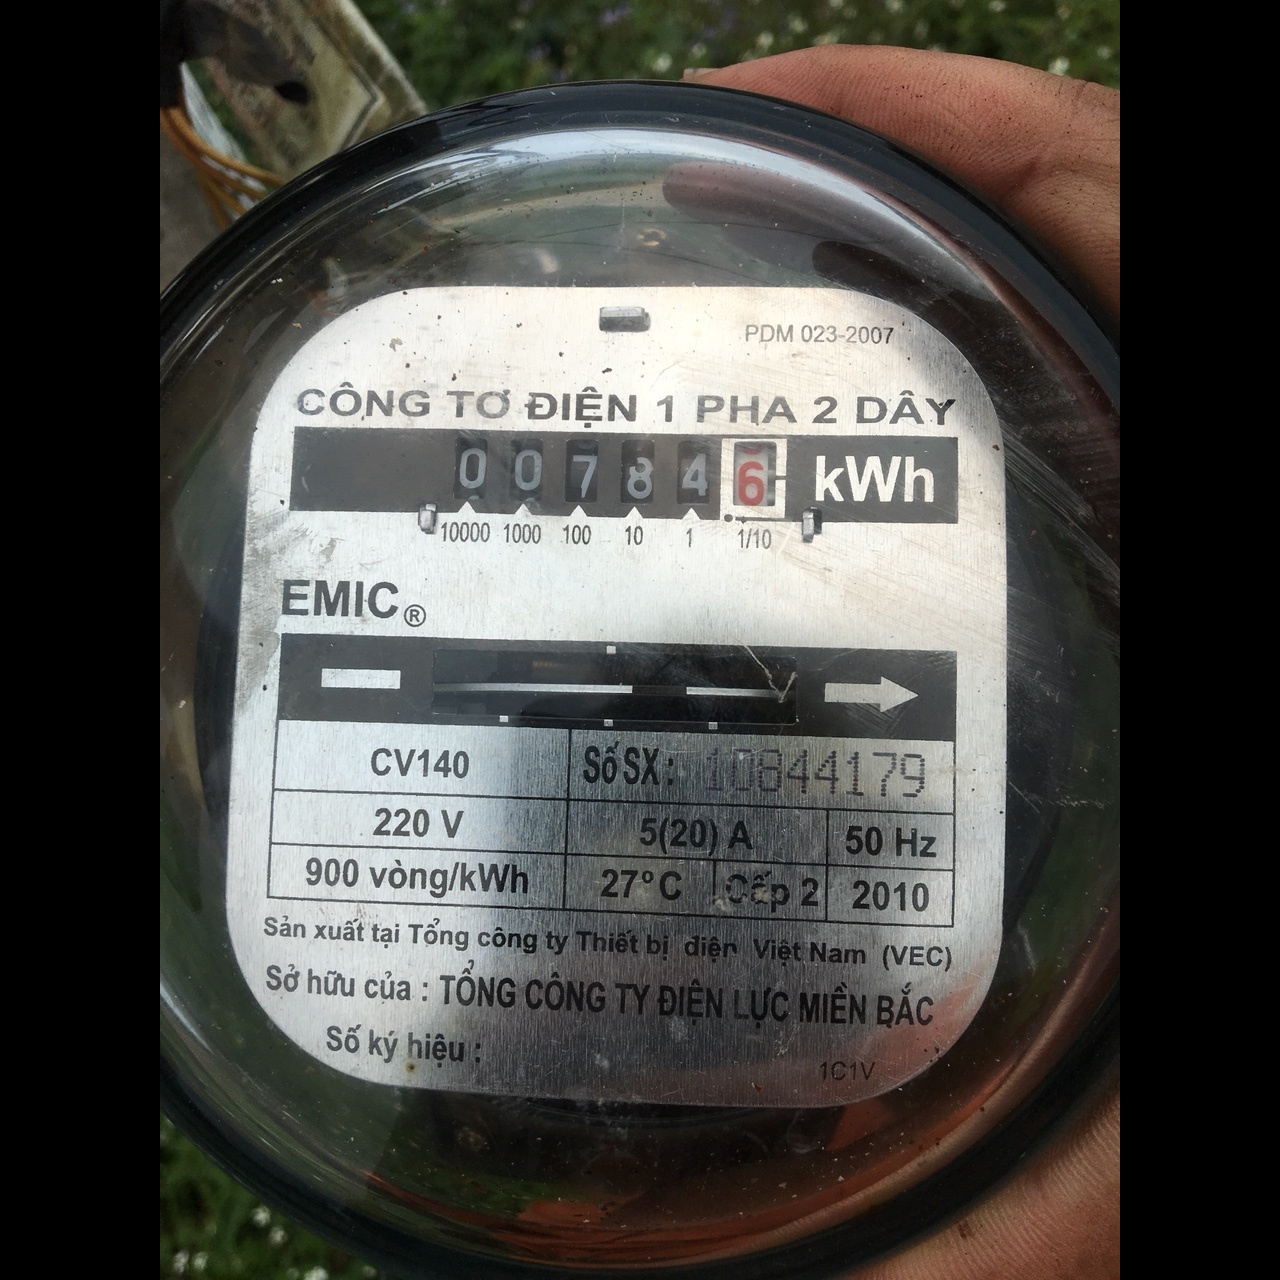 PDM 023-2007
CÔNG TƠ ĐIỆN 1 PHA 2 DÂY
0 0 7 8 4 6 kWh
10000 1000 100 10 1 1/10
EMIC®
CV140 Số SX: 10844179
220 V 5(20) A 50 Hz
900 vòng/kWh 27°C Cấp 2 2010
Sản xuất tại Tổng công ty Thiết bị điện Việt Nam (VEC)
Sở hữu của : TỔNG CÔNG TY ĐIỆN LỰC MIỀN BẮC
Số ký hiệu :
1C1V